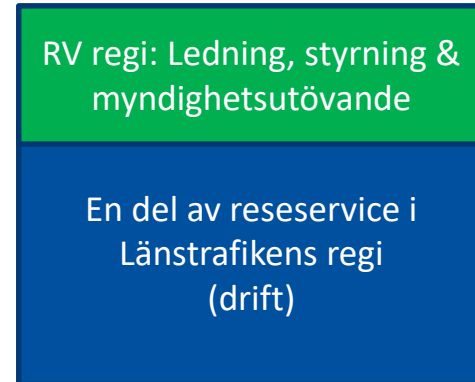 RV regi: Ledning, styrning &
myndighetsutövande
En del av reseservice i
Länstrafikens regi
(drift)